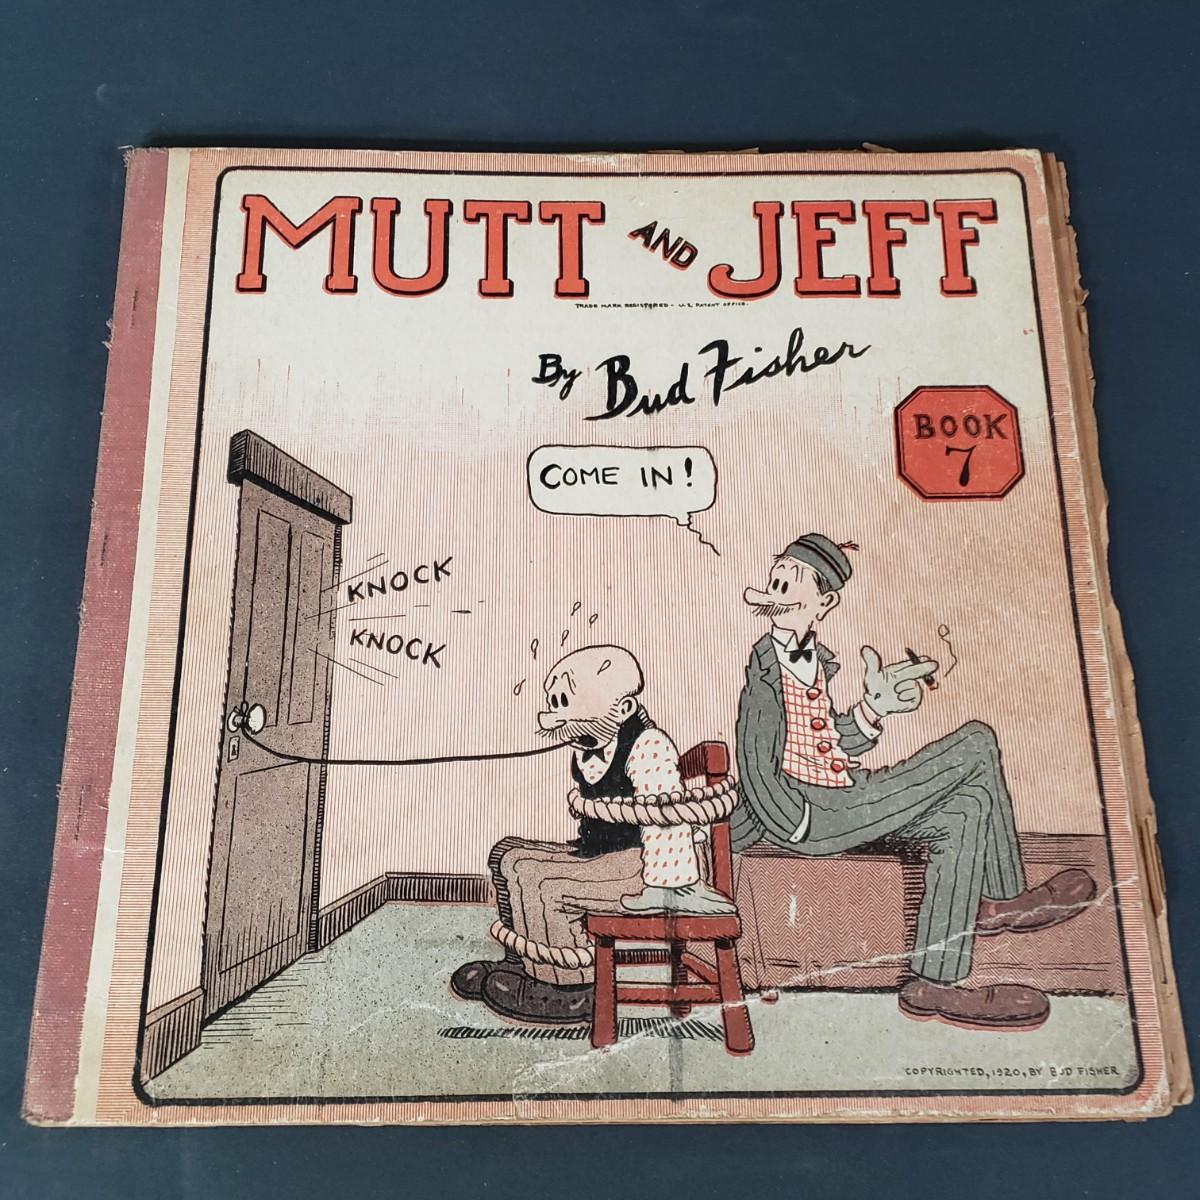 MUTT AND JEFF
TRADE MARK REGISTERED - U.S. PATENT OFFICE.
By Bud Fisher
BOOK
7
COME IN!
KNOCK
KNOCK
COPYRIGHTED, 1920, BY BUD FISHER